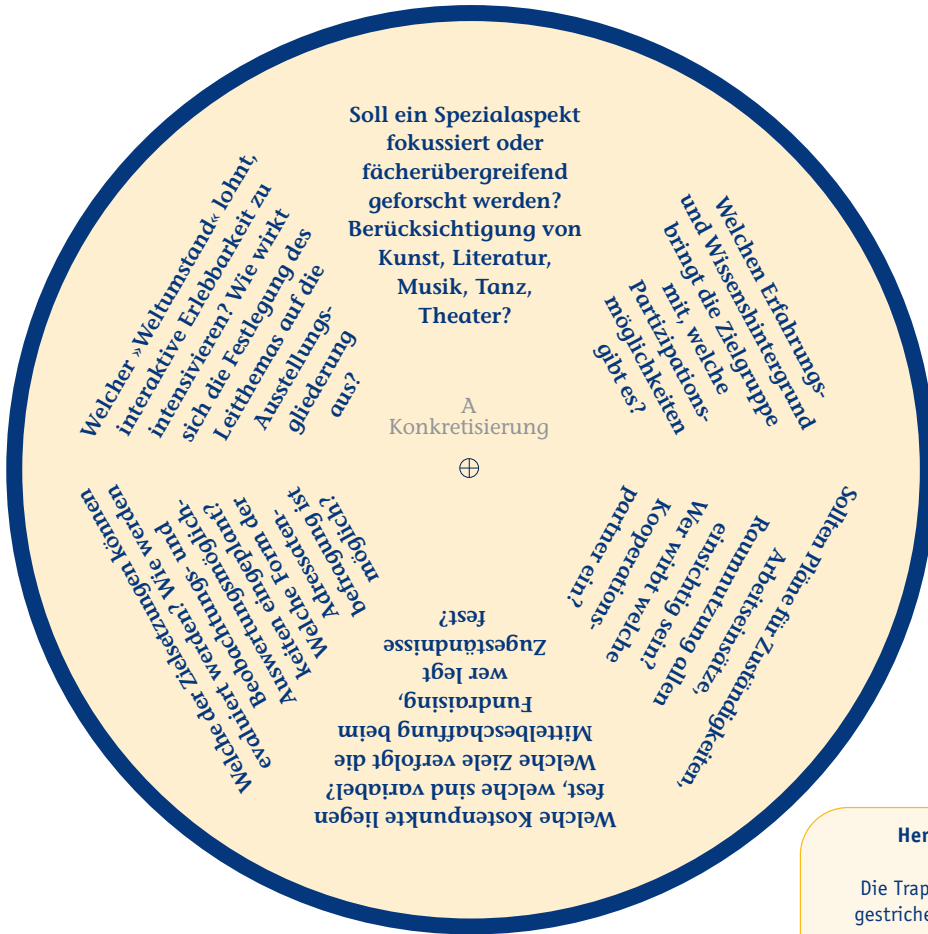 Soll ein Spezialaspekt
fokussiert oder
fächerübergreifend
geforscht werden?
Berücksichtigung von
Kunst, Literatur,
Musik, Tanz,
Theater?
Welchen Erfahrungs-
und Wissenshintergrund
bringt die Zielgruppe
mit, welche
Partizipations-
möglichkeiten
gibt es?
Sollten Pläne für Zuständigkeiten,
Arbeitseinsätze,
Raumnutzung allen
einsichtig sein?
Wer wirbt welche
Kooperations-
partner ein?
Welche Kostenpunkte liegen
fest, welche sind variabel?
Welche Ziele verfolgt die
Mittelbeschaffung beim
Fundraising,
wer legt
Zugeständnisse
fest?
Welche der Zielsetzungen können
evaluiert werden? Wie werden
Beobachtungs- und
Auswertungsmöglich-
keiten eingeplant?
Welche Form der
Adressaten-
befragung ist
möglich?
Welcher »Weltumstand« lohnt,
interaktive Erlebbarkeit zu
intensivieren? Wie wirkt
sich die Festlegung des
Leitthemas auf die
Ausstellungs-
gliederung
aus?
A
Konkretisierung
Her
Die Trap
gestriche